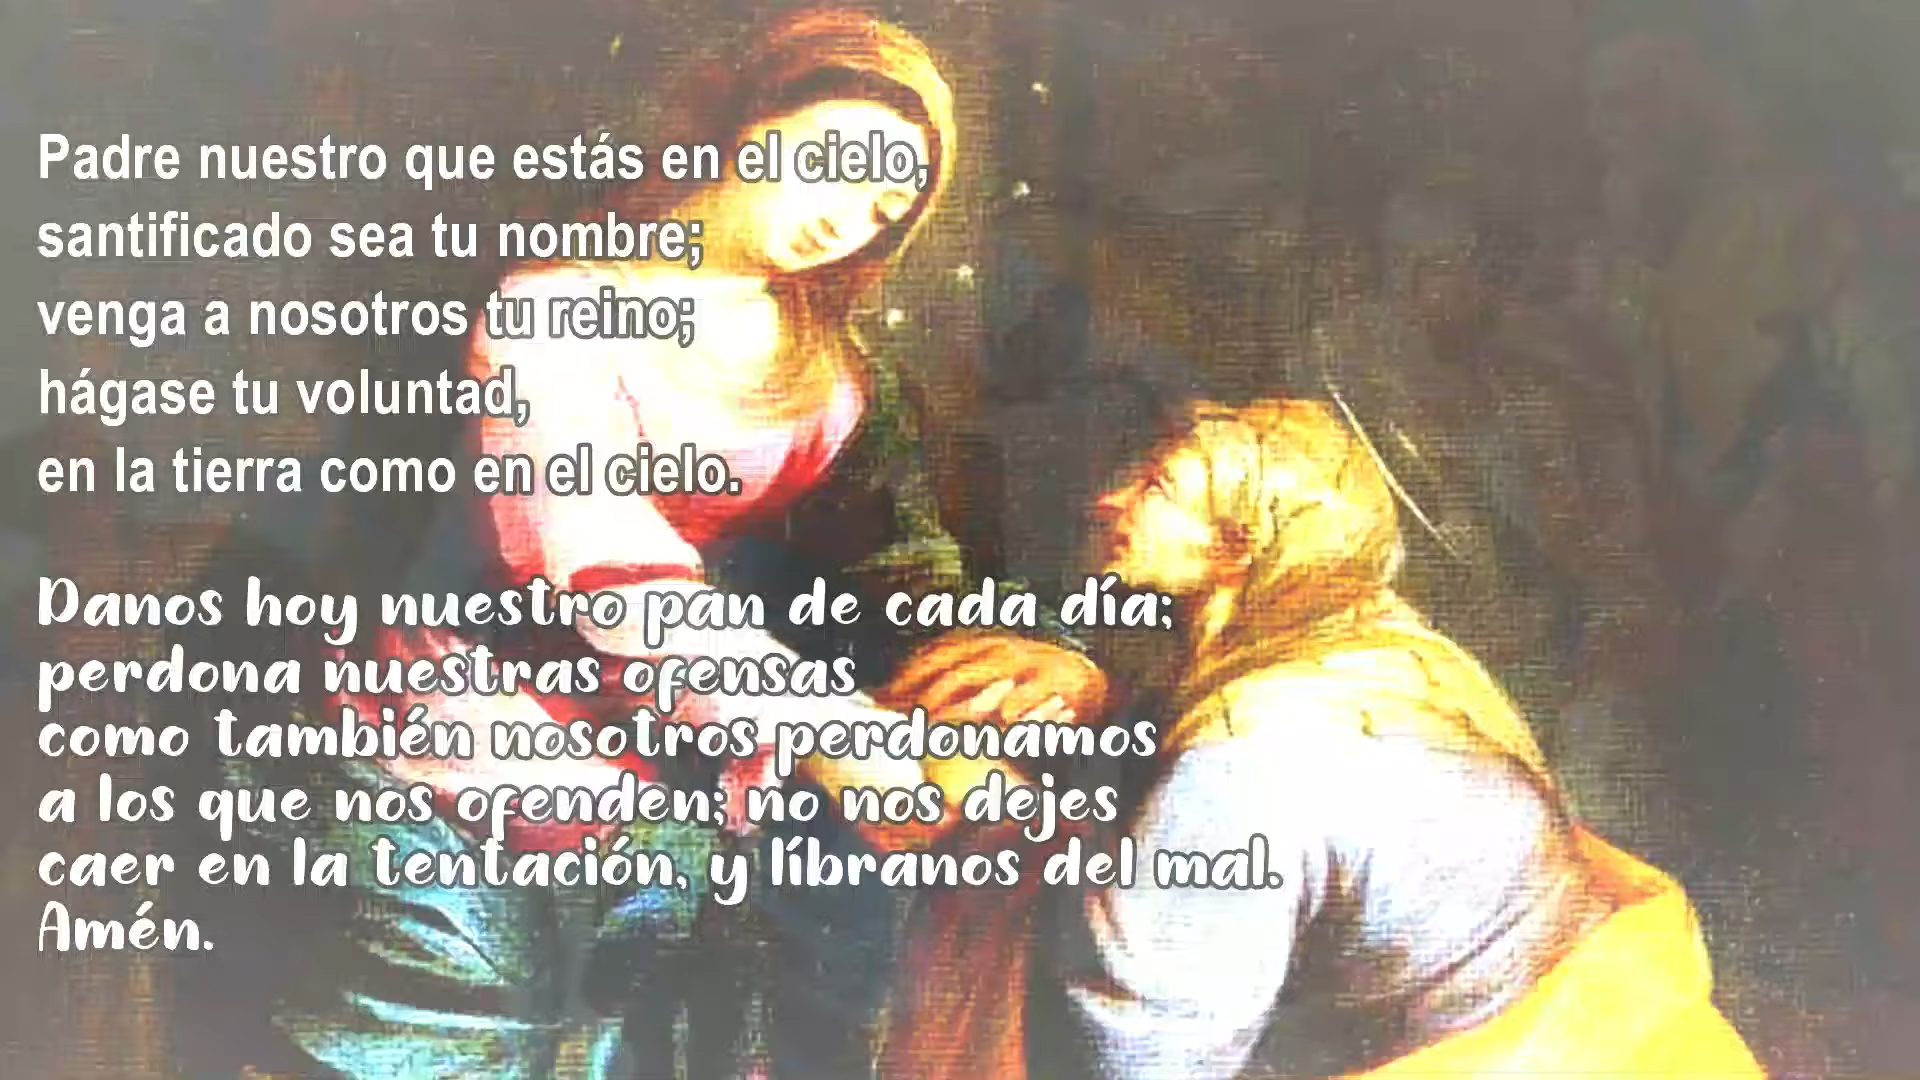 Padre nuestro que estás en el cielo,
santificado sea tu nombre;
venga a nosotros tu reino;
hágase tu voluntad,
en la tierra como en el cielo.
Danos hoy nuestro pan de cada día;
perdona nuestras ofensas
como también nosotros perdonamos
a los que nos ofenden; no nos dejes
caer en la tentación, y líbranos del mal.
Amén.